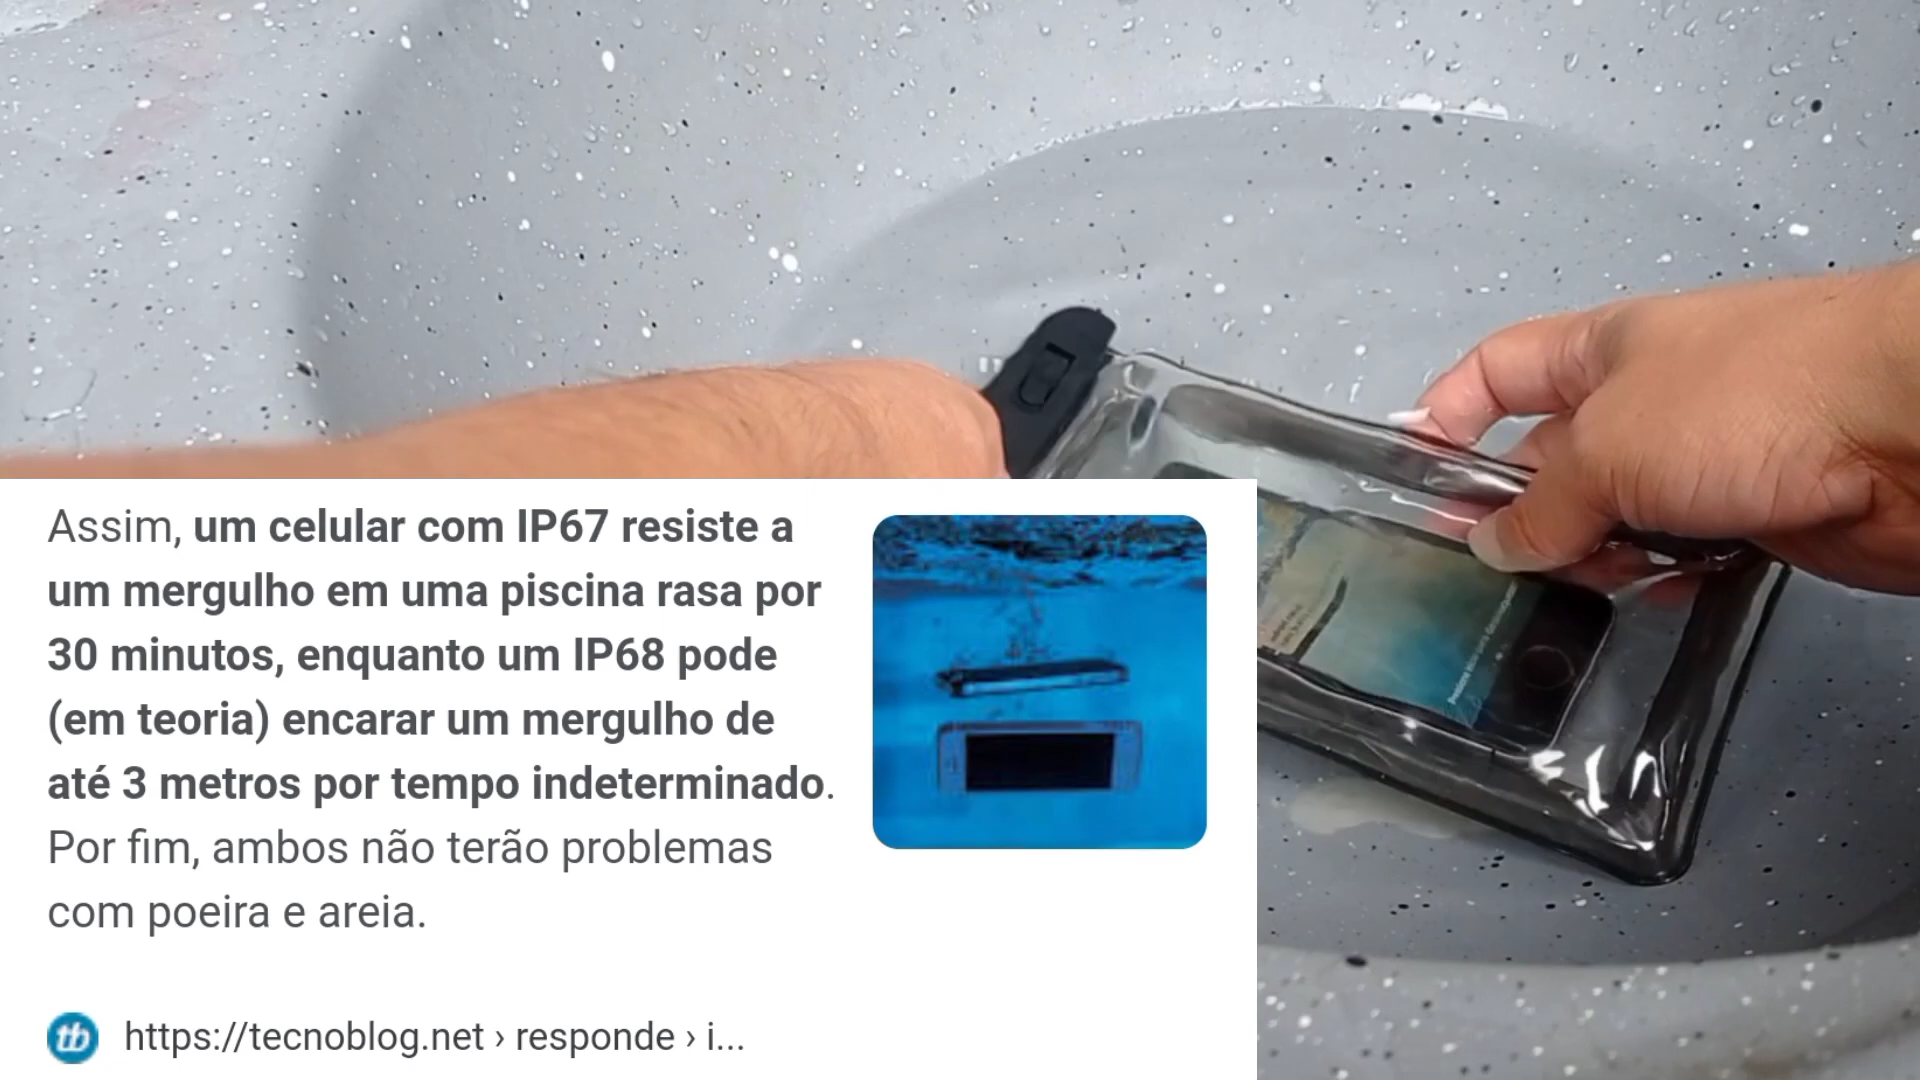 Assim, um celular com IP67 resiste a
um mergulho em uma piscina rasa por
30 minutos, enquanto um IP68 pode
(em teoria) encarar um mergulho de
até 3 metros por tempo indeterminado.
Por fim, ambos não terão problemas
com poeira e areia.
tb https://tecnoblog.net › responde › i...